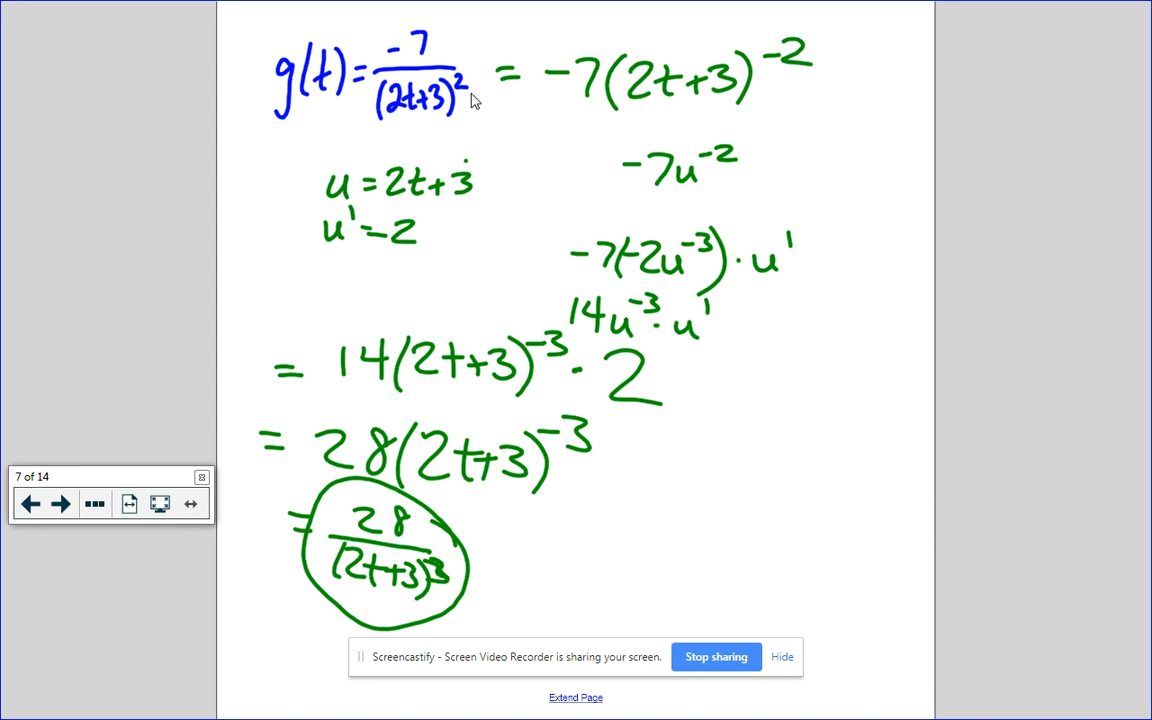 g(t) = -7 / (2t+3)² = -7(2t+3)⁻²
u = 2t+3
-7u⁻²
u' = 2
-7(-2u⁻³) · u'
14u⁻³ · u'
= 14(2t+3)⁻³ · 2
= 28(2t+3)⁻³
= 28 / (2t+3)³
7 of 14
Screencastify - Screen Video Recorder is sharing your screen. Stop sharing Hide
Extend Page